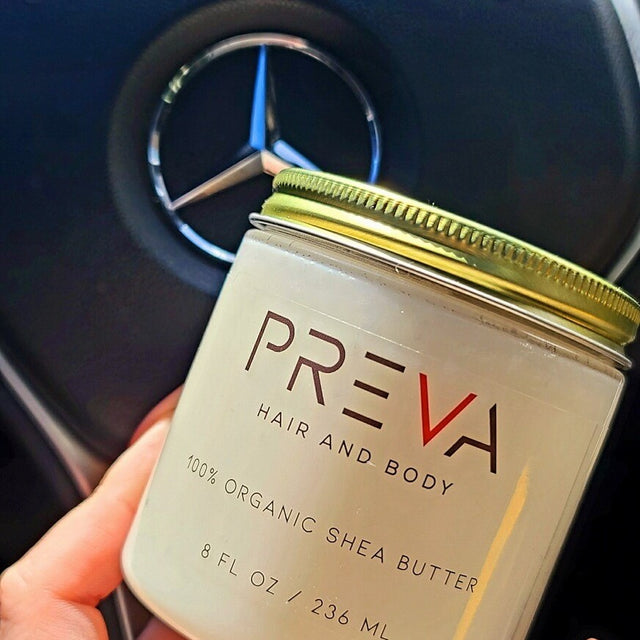 PREVA
HAIR AND BODY
100% ORGANIC SHEA BUTTER
8 FL OZ / 236 ML